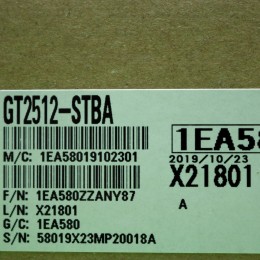 GT2512-STBA
1EA58
M/C: 1EA58019102301
2019/10/23
X21801
F/N: 1EA580ZZANY87
L/N: X21801
A
G/C: 1EA580
S/N: 58019X23MP20018A